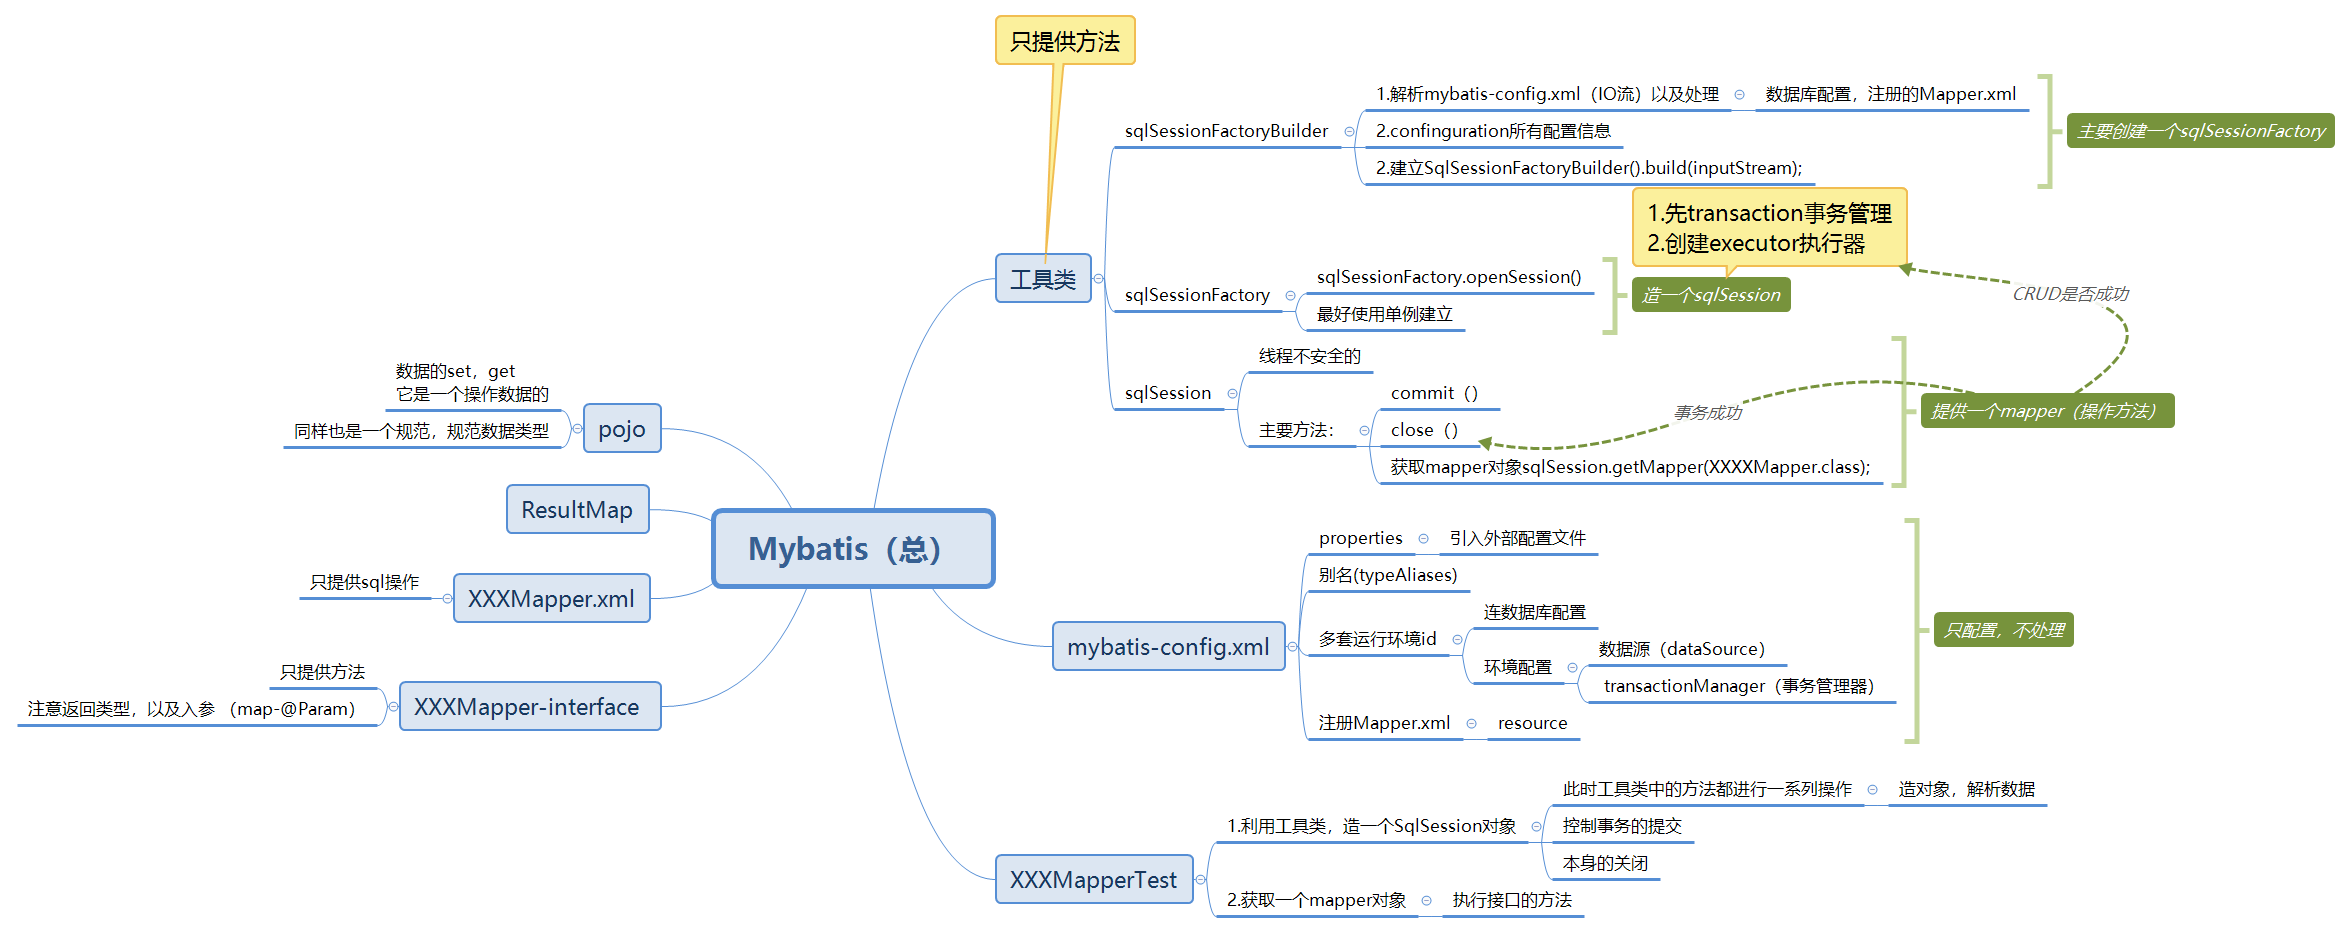 只提供方法
1.解析mybatis-config.xml（IO流）以及处理
数据库配置，注册的Mapper.xml
sqlSessionFactoryBuilder
2.confinguration所有配置信息
主要创建一个sqlSessionFactory
2.建立SqlSessionFactoryBuilder().build(inputStream);
1.先transaction事务管理
2.创建executor执行器
工具类
sqlSessionFactory
sqlSessionFactory.openSession()
最好使用单例建立
造一个sqlSession
CRUD是否成功
sqlSession
线程不安全的
主要方法：
commit（）
close（）
获取mapper对象sqlSession.getMapper(XXXXMapper.class);
事务成功
提供一个mapper（操作方法）
数据的set，get
它是一个操作数据的
同样也是一个规范，规范数据类型
pojo
ResultMap
Mybatis（总）
只提供sql操作
XXXMapper.xml
只提供方法
注意返回类型，以及入参 （map-@Param）
XXXMapper-interface
mybatis-config.xml
properties
引入外部配置文件
别名(typeAliases)
多套运行环境id
连数据库配置
环境配置
数据源（dataSource）
transactionManager（事务管理器）
注册Mapper.xml
resource
只配置，不处理
XXXMapperTest
1.利用工具类，造一个SqlSession对象
此时工具类中的方法都进行一系列操作
造对象，解析数据
控制事务的提交
本身的关闭
2.获取一个mapper对象
执行接口的方法